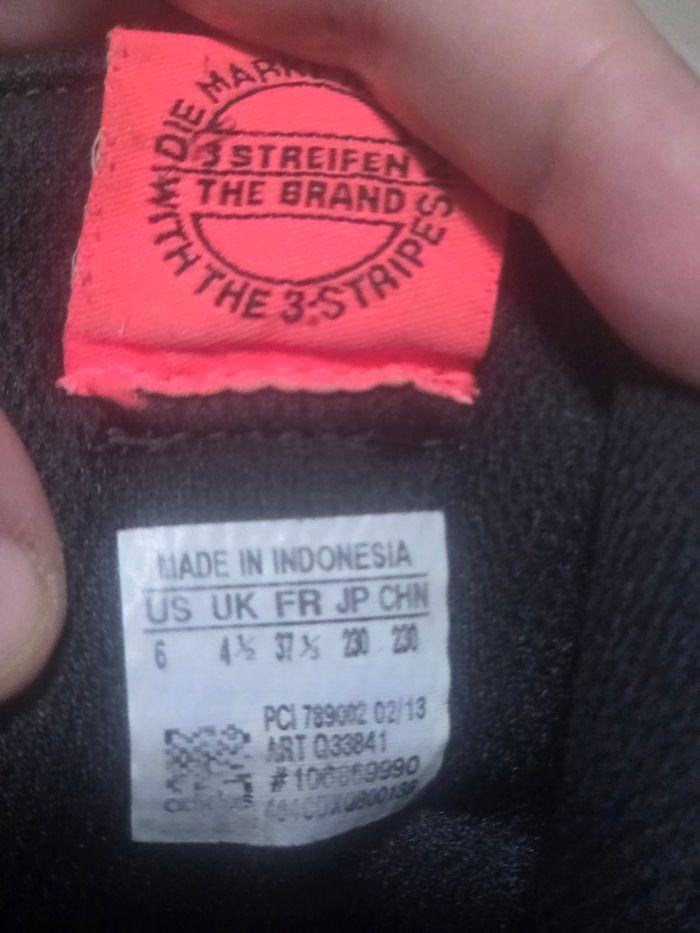 DIE MARKE
3 STREIFEN
THE BRAND
WITH THE 3-STRIPES
MADE IN INDONESIA
US UK FR JP CHN
6 4½ 37⅓ 230 230
PCI 789002 02/13
ART Q33841